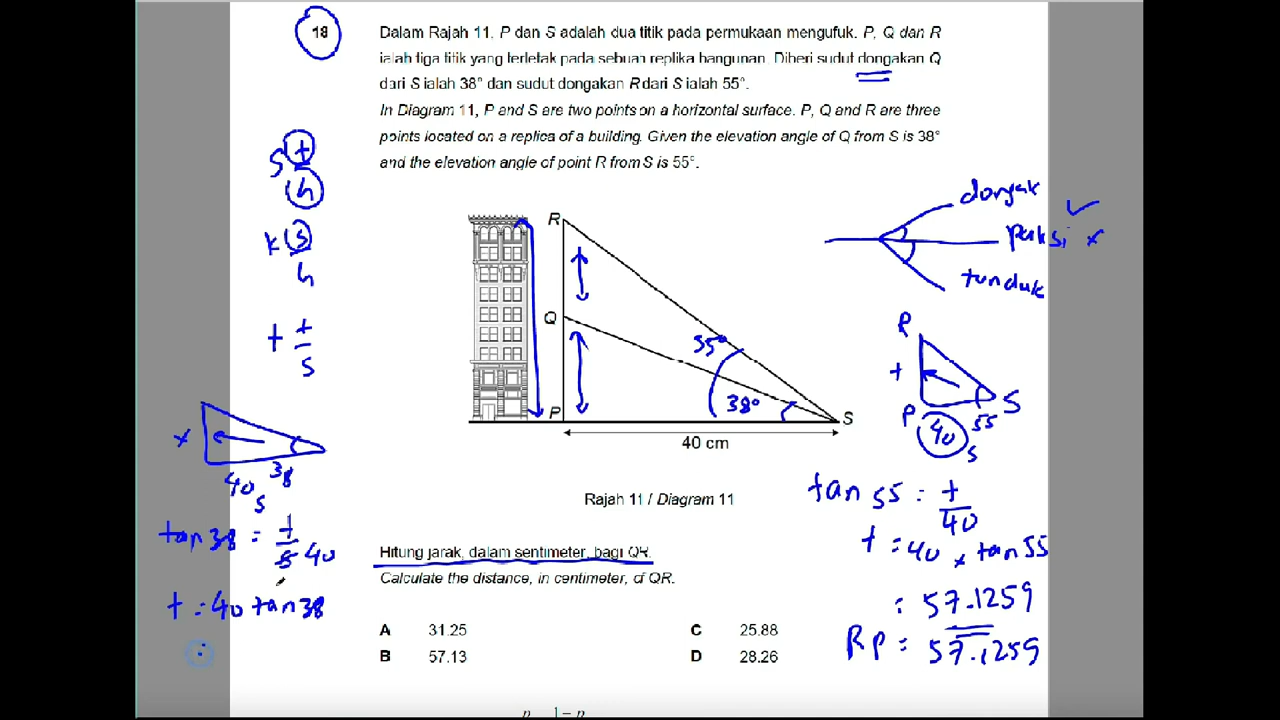 18
Dalam Rajah 11, P dan S adalah dua titik pada permukaan mengufuk. P, Q dan R
ialah tiga titik yang terletak pada sebuah replika bangunan. Diberi sudut dongakan Q
dari S ialah 38° dan sudut dongakan R dari S ialah 55°.
In Diagram 11, P and S are two points on a horizontal surface. P, Q and R are three
points located on a replica of a building. Given the elevation angle of Q from S is 38°
and the elevation angle of point R from S is 55°.
s t
h
k s
h
t t
s
dongak
paksi ×
tunduk
R
Q
P
S
55°
38°
40 cm
R
t
P
S
55
40
s
x
38
40
s
Rajah 11 / Diagram 11
tan 38 = t
s 40
t = 40 tan 38
tan 55 = t
40
t = 40 × tan 55
= 57.1259
RP = 57.1259
Hitung jarak, dalam sentimeter, bagi QR.
Calculate the distance, in centimeter, of QR.
A 31.25
C 25.88
B 57.13
D 28.26